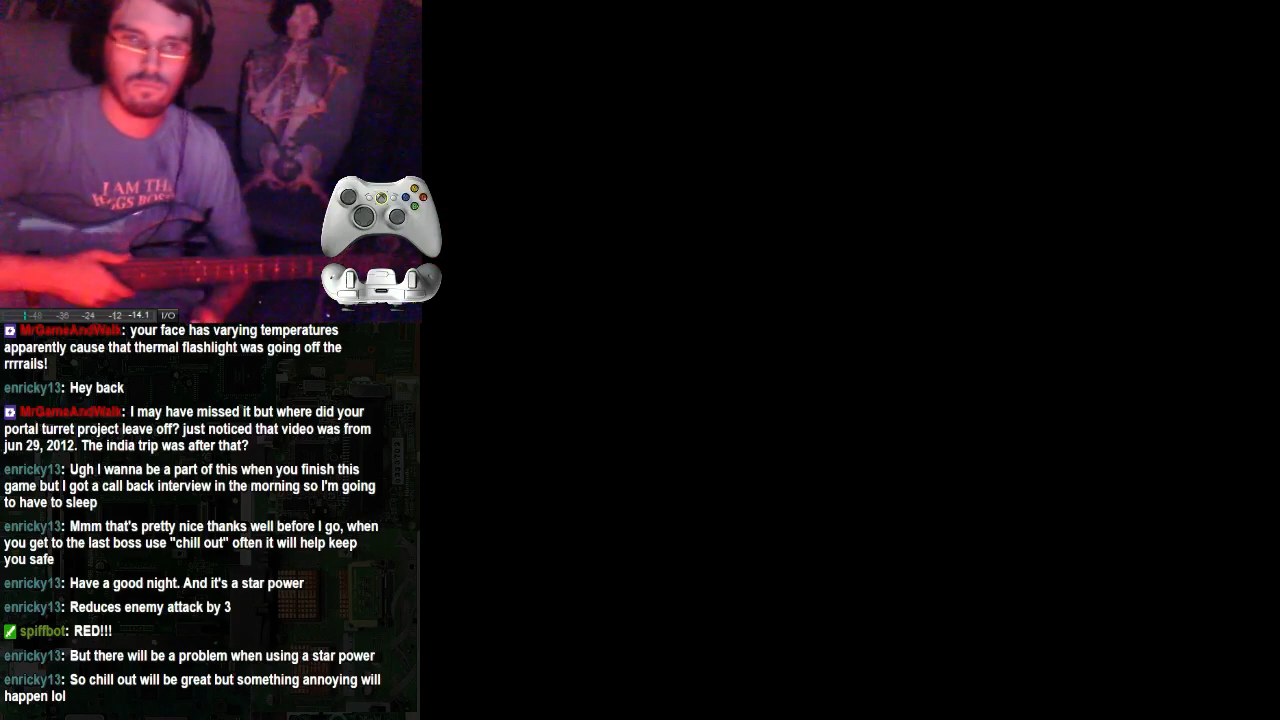 I AM THE
BOSS
-48 -36 -24 -12 -14.1 I/O
MrGameAndWalk: your face has varying temperatures
apparently cause that thermal flashlight was going off the
rrrrails!
enricky13: Hey back
MrGameAndWalk: I may have missed it but where did your
portal turret project leave off? just noticed that video was from
jun 29, 2012. The india trip was after that?
enricky13: Ugh I wanna be a part of this when you finish this
game but I got a call back interview in the morning so I'm going
to have to sleep
enricky13: Mmm that's pretty nice thanks well before I go, when
you get to the last boss use "chill out" often it will help keep
you safe
enricky13: Have a good night. And it's a star power
enricky13: Reduces enemy attack by 3
spiffbot: RED!!!
enricky13: But there will be a problem when using a star power
enricky13: So chill out will be great but something annoying will
happen lol